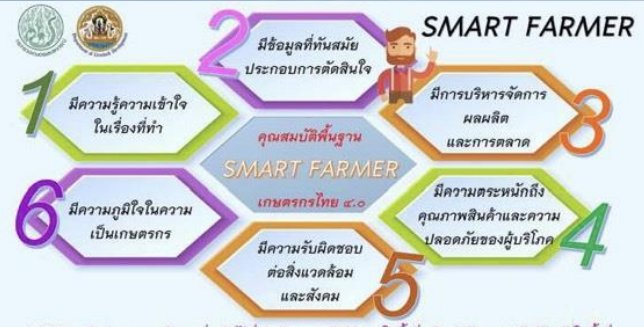 SMART FARMER
1
มีความรู้ความเข้าใจ
ในเรื่องที่ทำ
2
มีข้อมูลที่ทันสมัย
ประกอบการตัดสินใจ
3
มีการบริหารจัดการ
ผลผลิต
และการตลาด
คุณสมบัติพื้นฐาน
SMART FARMER
เกษตรกรไทย ๔.๐
4
มีความตระหนักถึง
คุณภาพสินค้าและความ
ปลอดภัยของผู้บริโภค
5
มีความรับผิดชอบ
ต่อสิ่งแวดล้อม
และสังคม
6
มีความภูมิใจในความ
เป็นเกษตรกร